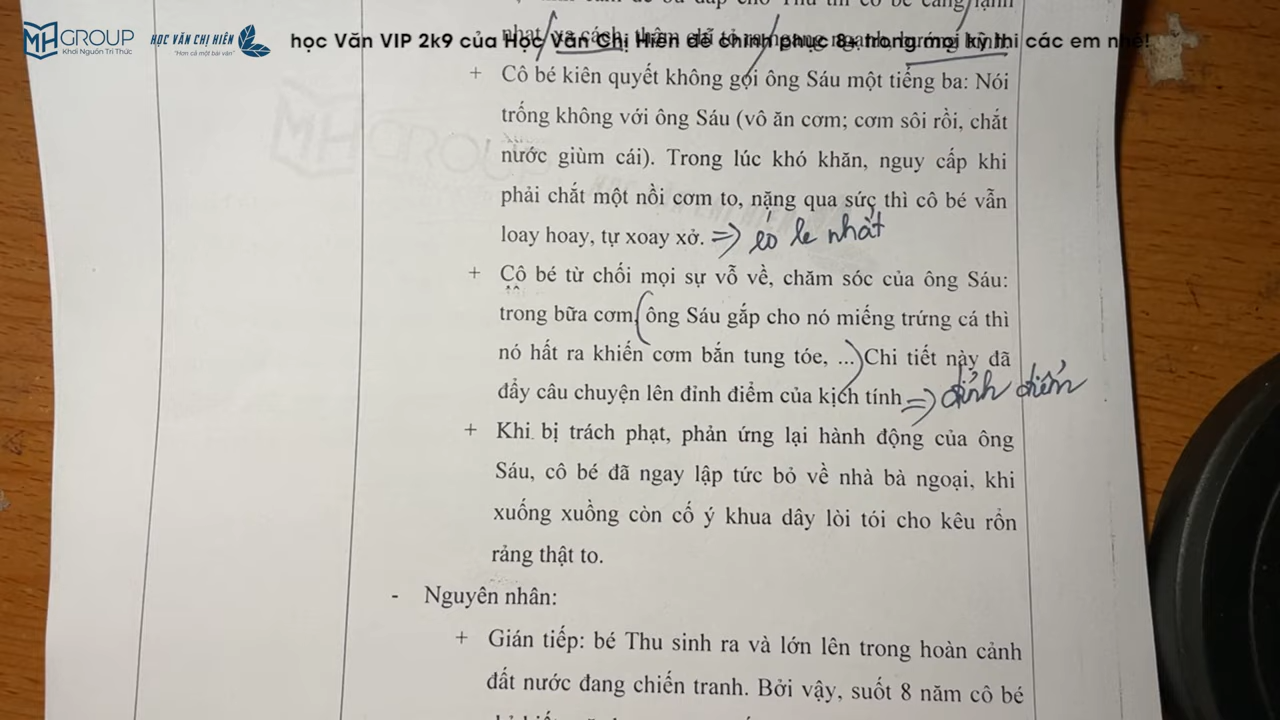 MH GROUP
Khơi Nguồn Tri Thức
HỌC VĂN CHỊ HIÊN
"Hơn cả một bài văn"
học Văn VIP 2k9 của Học Văn Chị Hiên để chinh phục 8+ trong mọi kỳ thi các em nhé!
+ Cô bé kiên quyết không gọi ông Sáu một tiếng ba: Nói
trống không với ông Sáu (vô ăn cơm; cơm sôi rồi, chắt
nước giùm cái). Trong lúc khó khăn, nguy cấp khi
phải chắt một nồi cơm to, nặng qua sức thì cô bé vẫn
loay hoay, tự xoay xở. => éo le nhất
+ Cô bé từ chối mọi sự vỗ về, chăm sóc của ông Sáu:
trong bữa cơm, ông Sáu gắp cho nó miếng trứng cá thì
nó hất ra khiến cơm bắn tung tóe, ... Chi tiết này đã
đẩy câu chuyện lên đỉnh điểm của kịch tính => đỉnh điểm
+ Khi bị trách phạt, phản ứng lại hành động của ông
Sáu, cô bé đã ngay lập tức bỏ về nhà bà ngoại, khi
xuống xuồng còn cố ý khua dây lòi tói cho kêu rổn
rảng thật to.
- Nguyên nhân:
+ Gián tiếp: bé Thu sinh ra và lớn lên trong hoàn cảnh
đất nước đang chiến tranh. Bởi vậy, suốt 8 năm cô bé